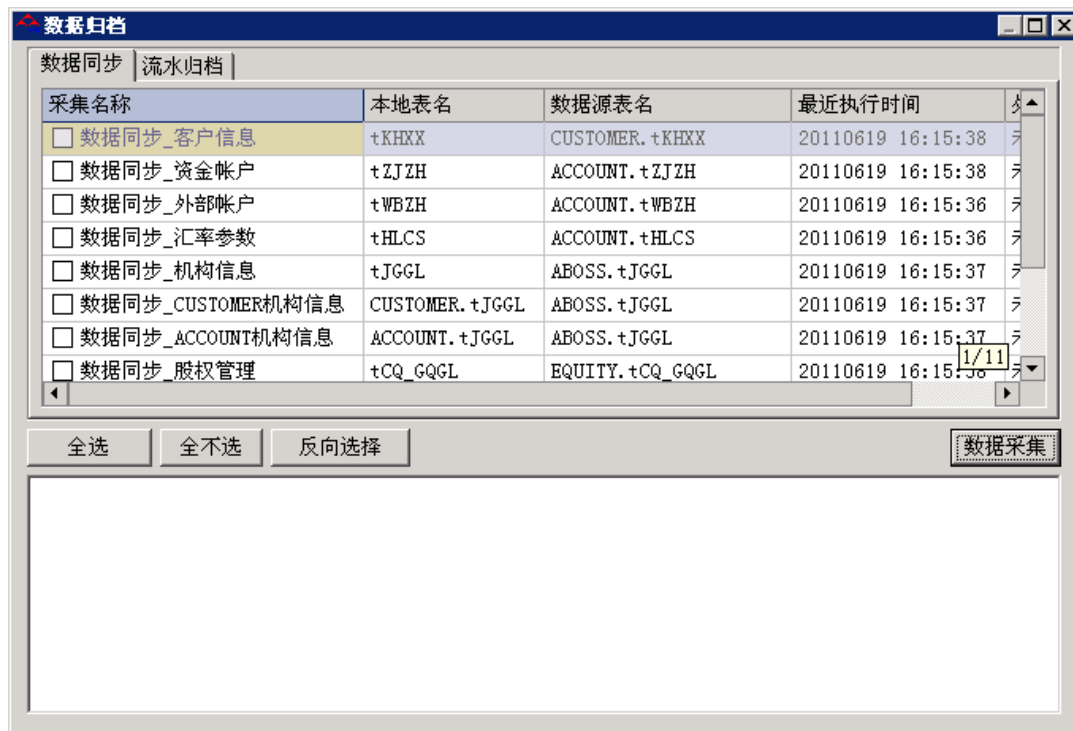 数据归档
数据同步 流水归档
采集名称 本地表名 数据源表名 最近执行时间
数据同步_客户信息 tKHXX CUSTOMER.tKHXX 20110619 16:15:38
数据同步_资金帐户 tZJZH ACCOUNT.tZJZH 20110619 16:15:38
数据同步_外部帐户 tWBZH ACCOUNT.tWBZH 20110619 16:15:36
数据同步_汇率参数 tHLCS ACCOUNT.tHLCS 20110619 16:15:36
数据同步_机构信息 tJGGL ABOSS.tJGGL 20110619 16:15:37
数据同步_CUSTOMER机构信息 CUSTOMER.tJGGL ABOSS.tJGGL 20110619 16:15:37
数据同步_ACCOUNT机构信息 ACCOUNT.tJGGL ABOSS.tJGGL 20110619 16:15:37
1/11
数据同步_股权管理 tCQ_GQGL EQUITY.tCQ_GQGL 20110619 16:15:38
全选 全不选 反向选择 数据采集